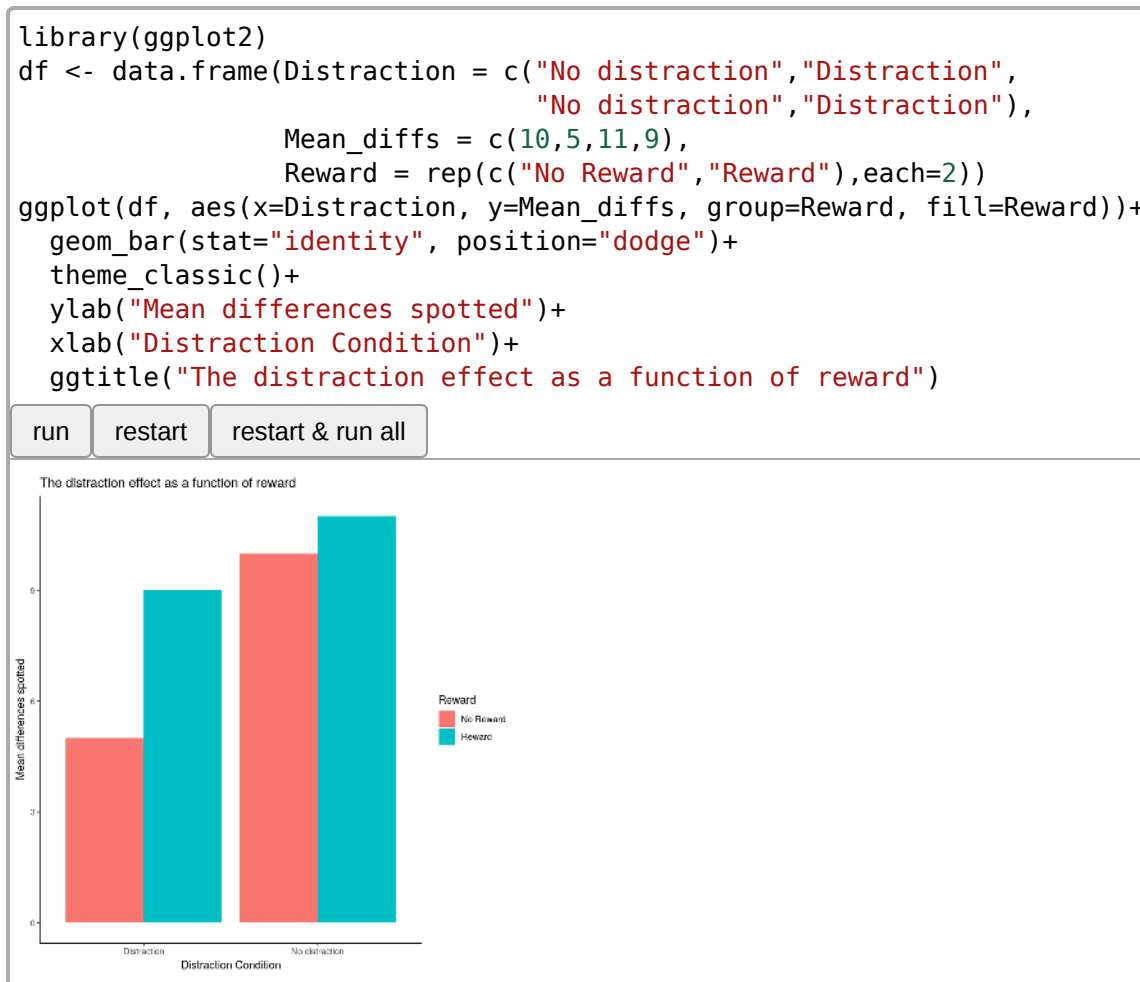 library(ggplot2)
df <- data.frame(Distraction = c("No distraction","Distraction",
                                 "No distraction","Distraction"),
                 Mean_diffs = c(10,5,11,9),
                 Reward = rep(c("No Reward","Reward"),each=2))
ggplot(df, aes(x=Distraction, y=Mean_diffs, group=Reward, fill=Reward))+
  geom_bar(stat="identity", position="dodge")+
  theme_classic()+
  ylab("Mean differences spotted")+
  xlab("Distraction Condition")+
  ggtitle("The distraction effect as a function of reward")
run restart restart & run all
The distraction effect as a function of reward
9
6
3
0
Mean differences spotted
Distraction No distraction
Distraction Condition
Reward
No Reward
Reward